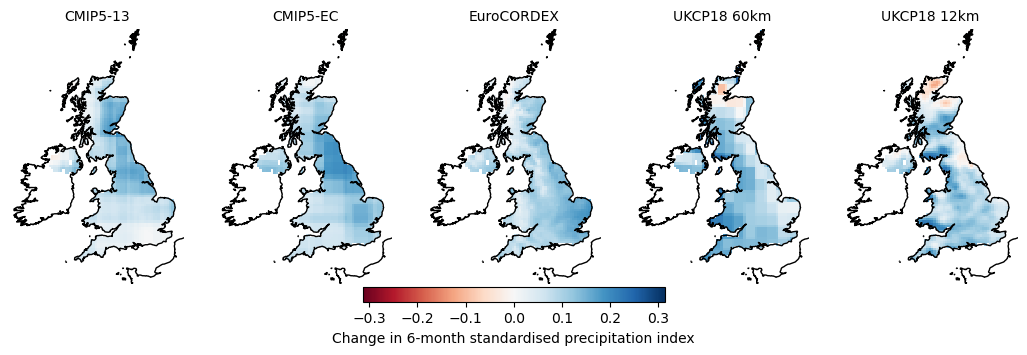 CMIP5-13 CMIP5-EC EuroCORDEX UKCP18 60km UKCP18 12km
−0.3 −0.2 −0.1 0.0 0.1 0.2 0.3
Change in 6-month standardised precipitation index